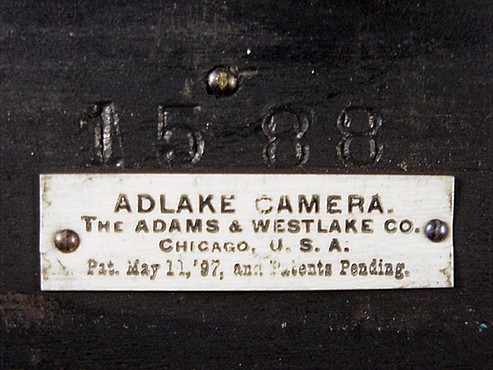 1588
ADLAKE CAMERA.
THE ADAMS & WESTLAKE CO.
CHICAGO, U. S. A.
Pat. May 11, '97, and Patents Pending.